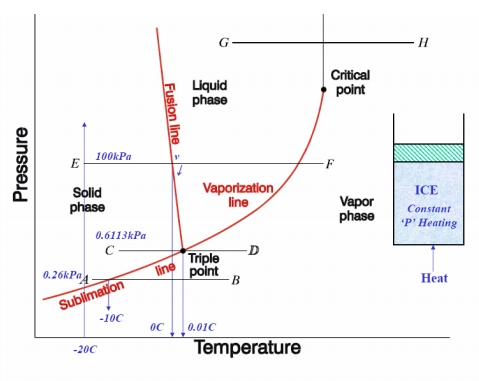 G
H
Liquid
phase
Critical
point
Fusion line
Pressure
E
100kPa
v
F
Solid
phase
Vaporization
line
Vapor
phase
ICE
Constant
'P' Heating
0.6113kPa
C
D
Triple
point
0.26kPa
A
B
Sublimation
line
Heat
-10C
0C
0.01C
-20C
Temperature